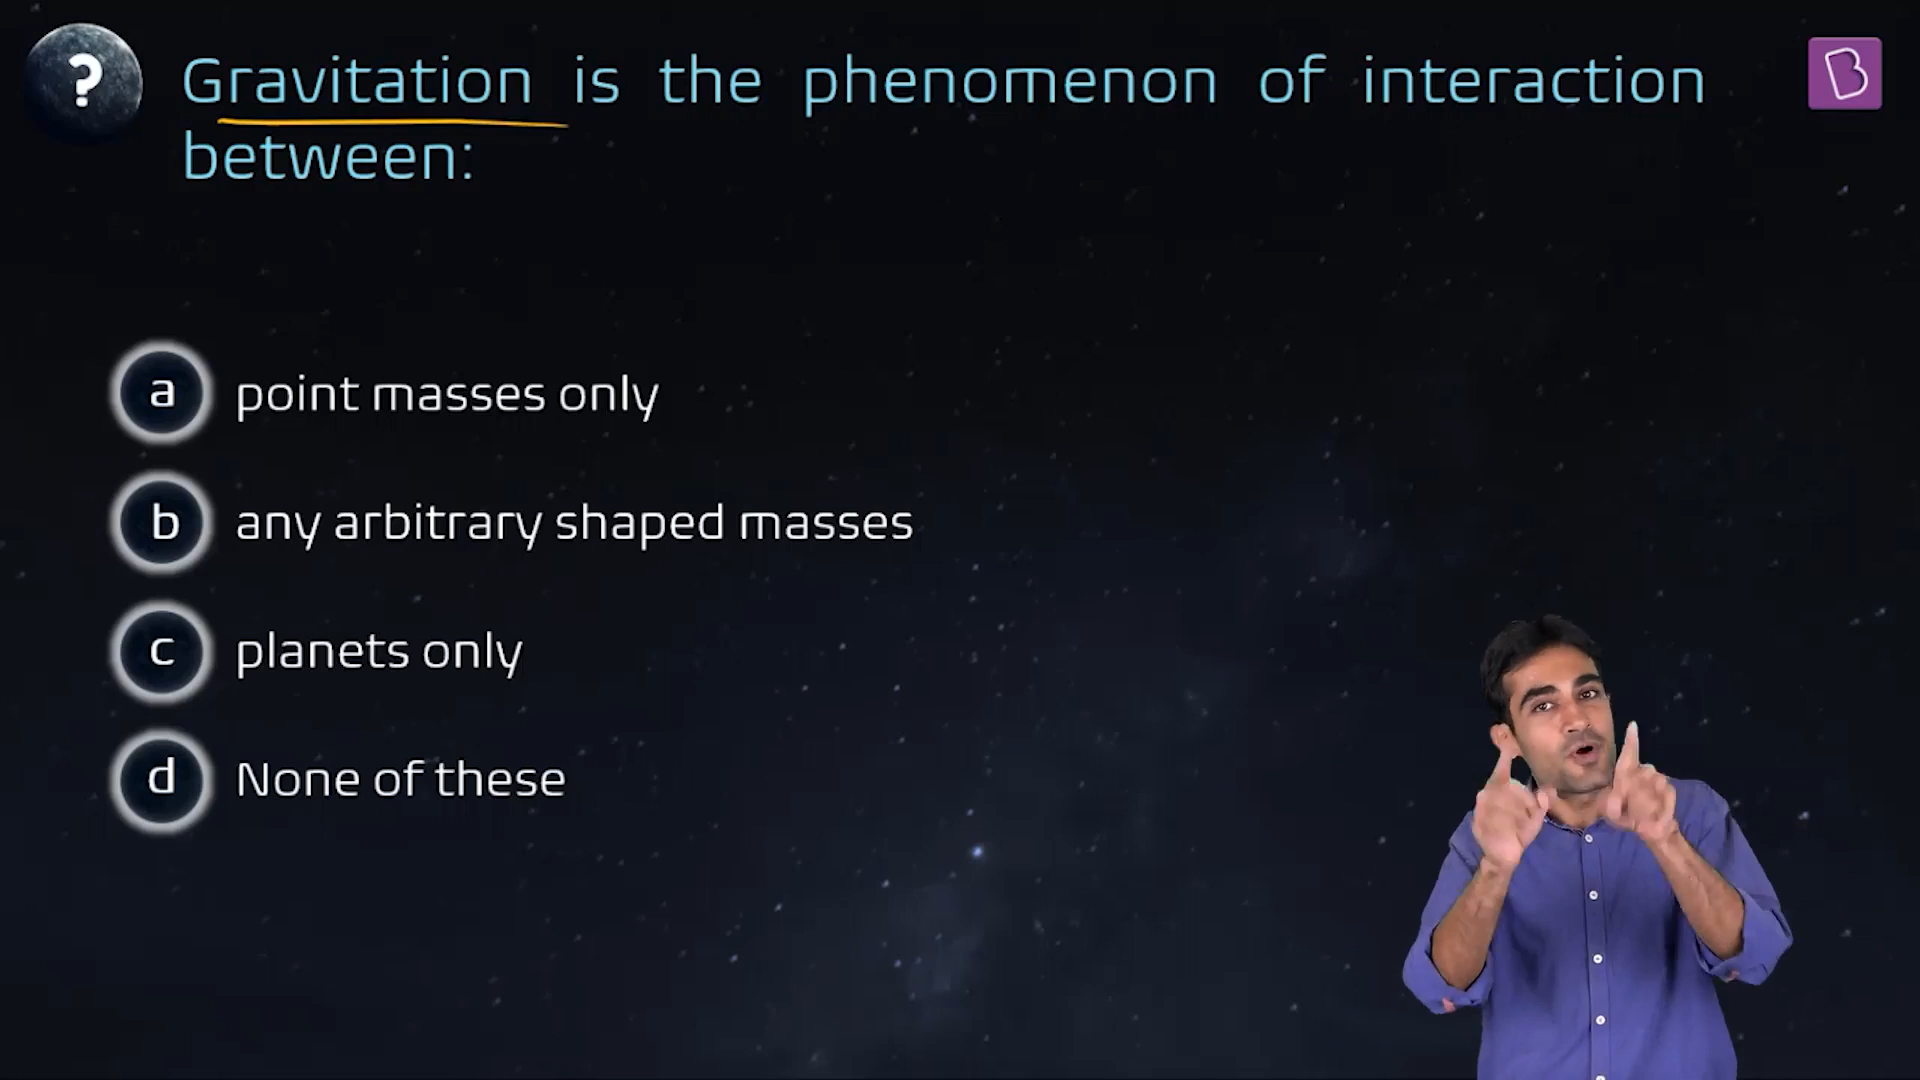 ?
Gravitation is the phenomenon of interaction
between:
B
a point masses only
b any arbitrary shaped masses
c planets only
d None of these